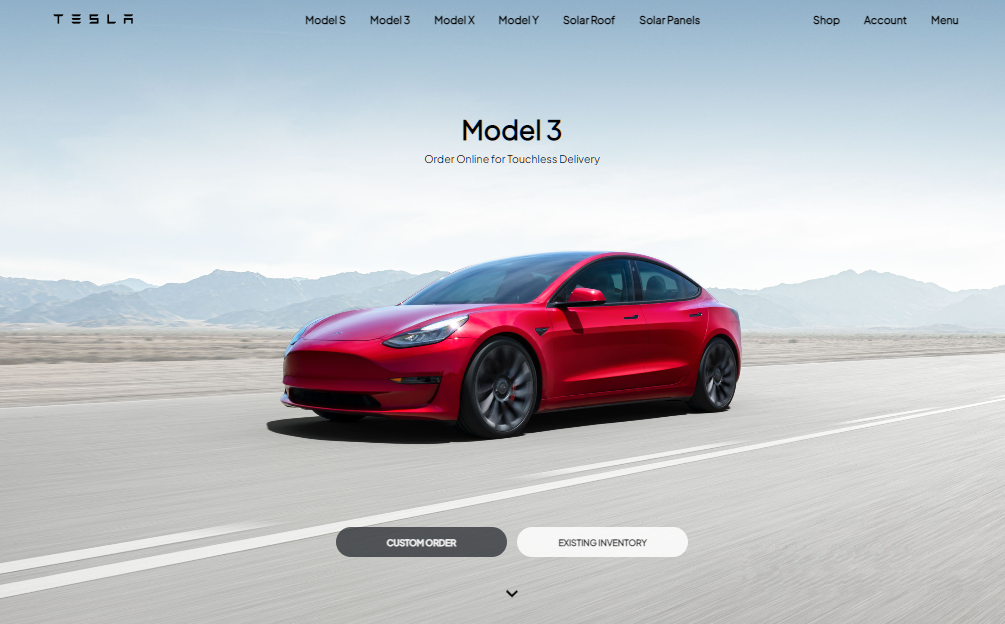 TESLA
Model S
Model 3
Model X
Model Y
Solar Roof
Solar Panels
Shop
Account
Menu
Model 3
Order Online for Touchless Delivery
CUSTOM ORDER
EXISTING INVENTORY